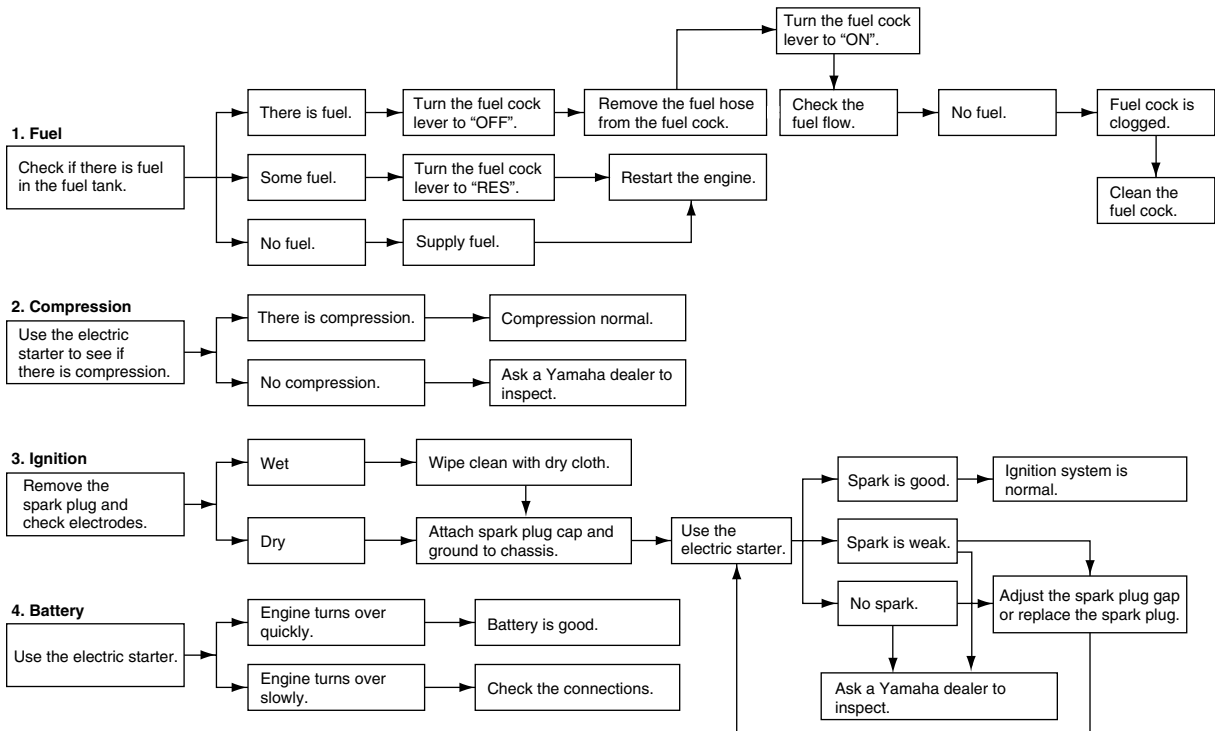 1. Fuel
Check if there is fuel
in the fuel tank.
There is fuel.
Turn the fuel cock
lever to “OFF”.
Remove the fuel hose
from the fuel cock.
Turn the fuel cock
lever to “ON”.
Check the
fuel flow.
No fuel.
Fuel cock is
clogged.
Clean the
fuel cock.
Some fuel.
Turn the fuel cock
lever to “RES”.
Restart the engine.
No fuel.
Supply fuel.
2. Compression
Use the electric
starter to see if
there is compression.
There is compression.
Compression normal.
No compression.
Ask a Yamaha dealer to
inspect.
3. Ignition
Remove the
spark plug and
check electrodes.
Wet
Wipe clean with dry cloth.
Dry
Attach spark plug cap and
ground to chassis.
Use the
electric starter.
Spark is good.
Ignition system is
normal.
Spark is weak.
No spark.
Adjust the spark plug gap
or replace the spark plug.
Ask a Yamaha dealer to
inspect.
4. Battery
Use the electric starter.
Engine turns over
quickly.
Battery is good.
Engine turns over
slowly.
Check the connections.